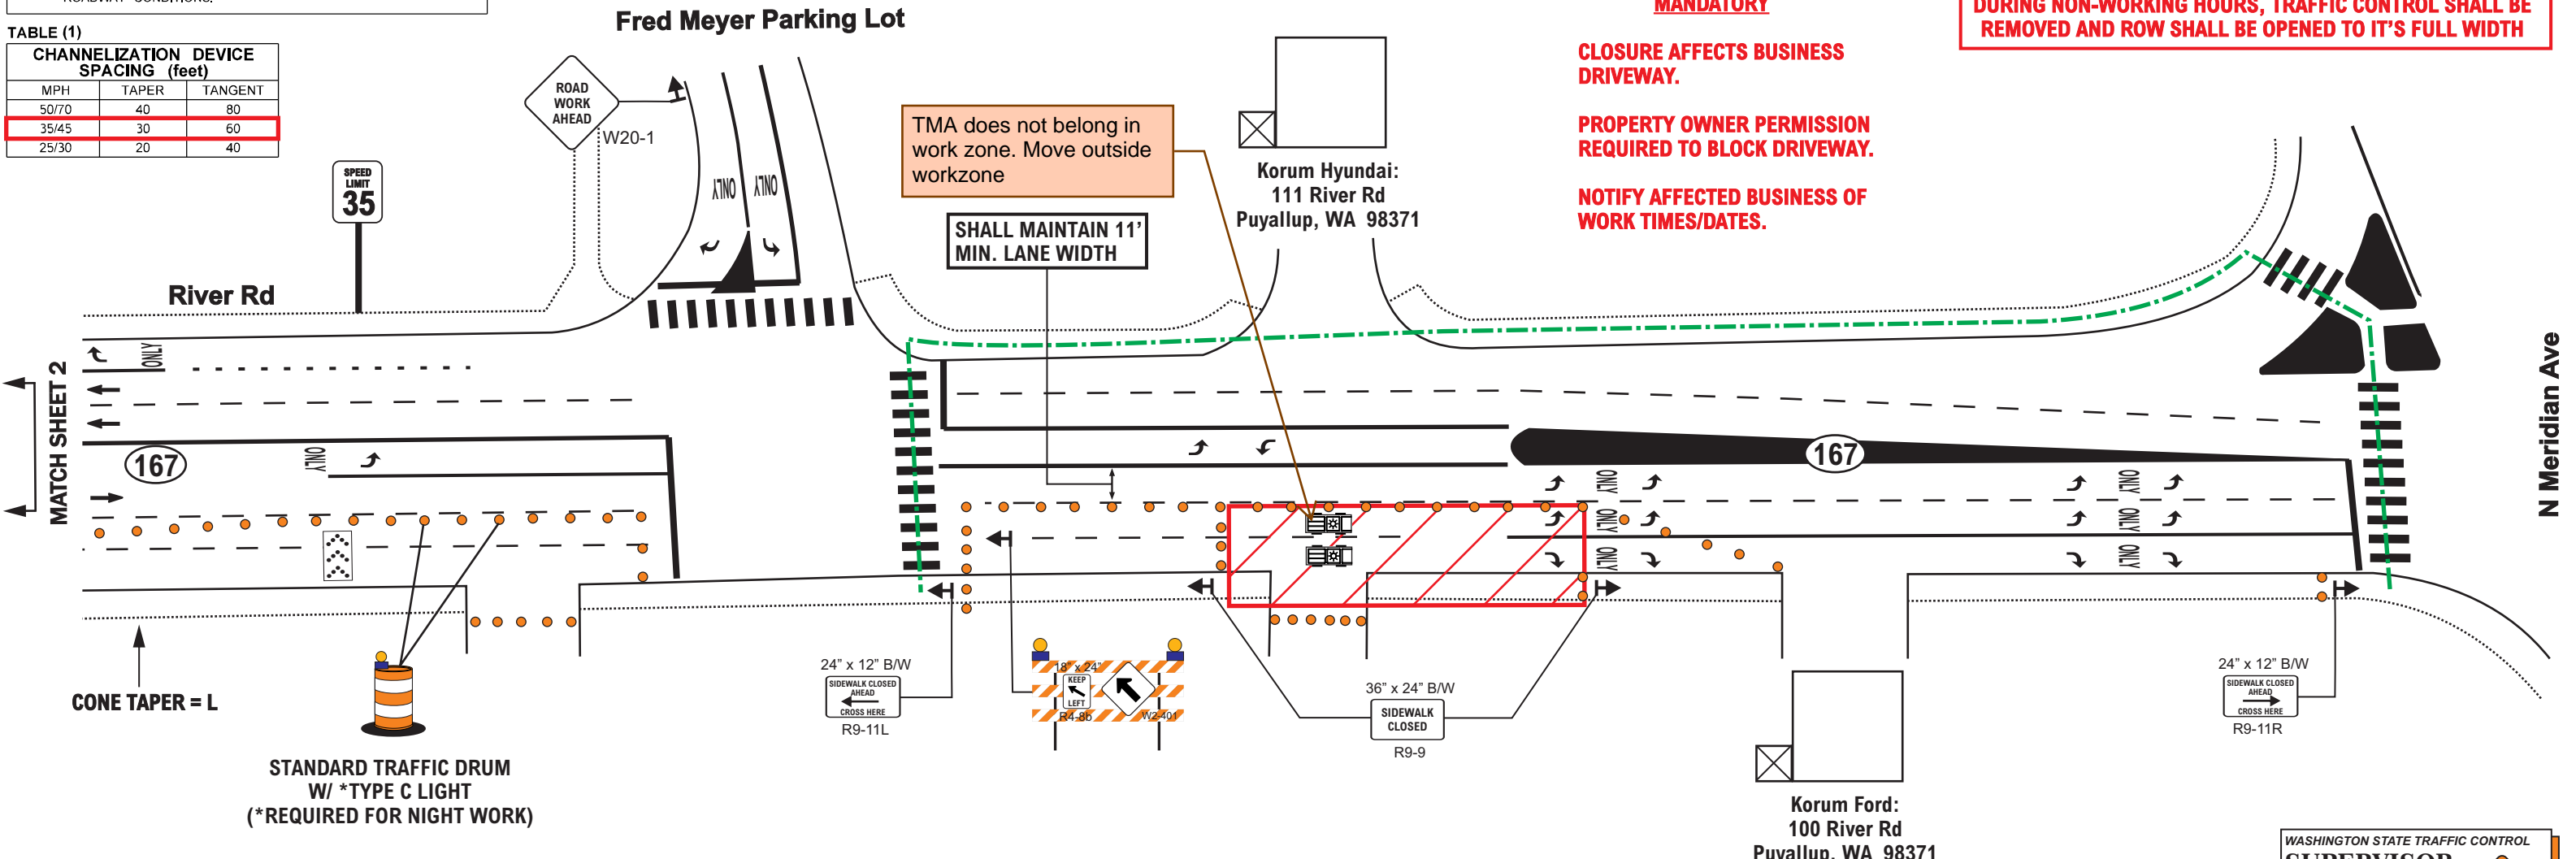 ROADWAY CONDITIONS.
TABLE (1)
CHANNELIZATION DEVICE
SPACING (feet)
MPH TAPER TANGENT
50/70 40 80
35/45 30 60
25/30 20 40
Fred Meyer Parking Lot
ROAD
WORK
AHEAD
W20-1
SPEED
LIMIT
35
River Rd
ONLY
ONLY
TMA does not belong in
work zone. Move outside
workzone
SHALL MAINTAIN 11'
MIN. LANE WIDTH
Korum Hyundai:
111 River Rd
Puyallup, WA 98371
MANDATORY
CLOSURE AFFECTS BUSINESS
DRIVEWAY.
PROPERTY OWNER PERMISSION
REQUIRED TO BLOCK DRIVEWAY.
NOTIFY AFFECTED BUSINESS OF
WORK TIMES/DATES.
DURING NON-WORKING HOURS, TRAFFIC CONTROL SHALL BE
REMOVED AND ROW SHALL BE OPENED TO IT'S FULL WIDTH
MATCH SHEET 2
ONLY
167
ONLY
167
ONLY
ONLY
ONLY
ONLY
ONLY
ONLY
N Meridian Ave
CONE TAPER = L
STANDARD TRAFFIC DRUM
W/ *TYPE C LIGHT
(*REQUIRED FOR NIGHT WORK)
24" x 12" B/W
SIDEWALK CLOSED
AHEAD
CROSS HERE
R9-11L
18" x 24"
KEEP
LEFT
R4-8b
W2-401
36" x 24" B/W
SIDEWALK
CLOSED
R9-9
Korum Ford:
100 River Rd
Puyallup, WA 98371
24" x 12" B/W
SIDEWALK CLOSED
AHEAD
CROSS HERE
R9-11R
WASHINGTON STATE TRAFFIC CONTROL
SUPERVISOR